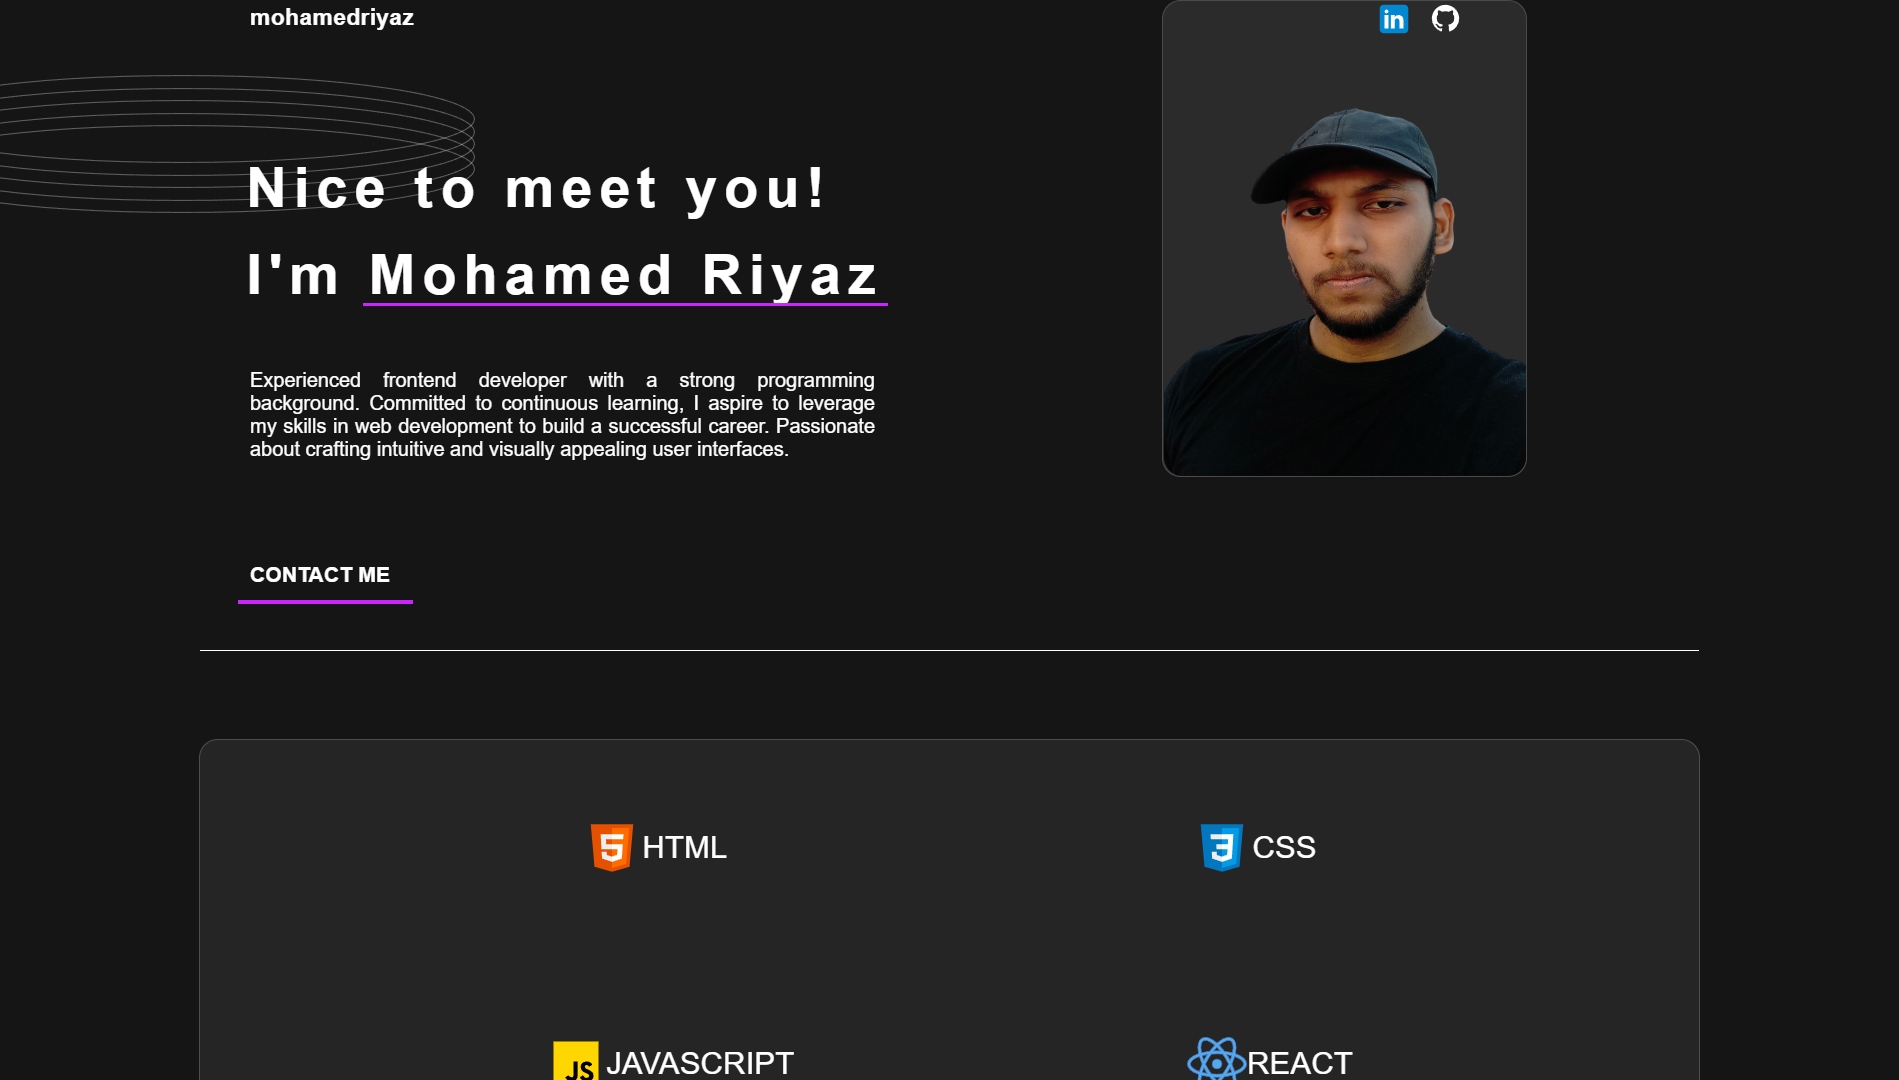 mohamedriyaz
in
Nice to meet you!
I'm Mohamed Riyaz
Experienced frontend developer with a strong programming
background. Committed to continuous learning, I aspire to leverage
my skills in web development to build a successful career. Passionate
about crafting intuitive and visually appealing user interfaces.
CONTACT ME
5 HTML
3 CSS
JS JAVASCRIPT
REACT